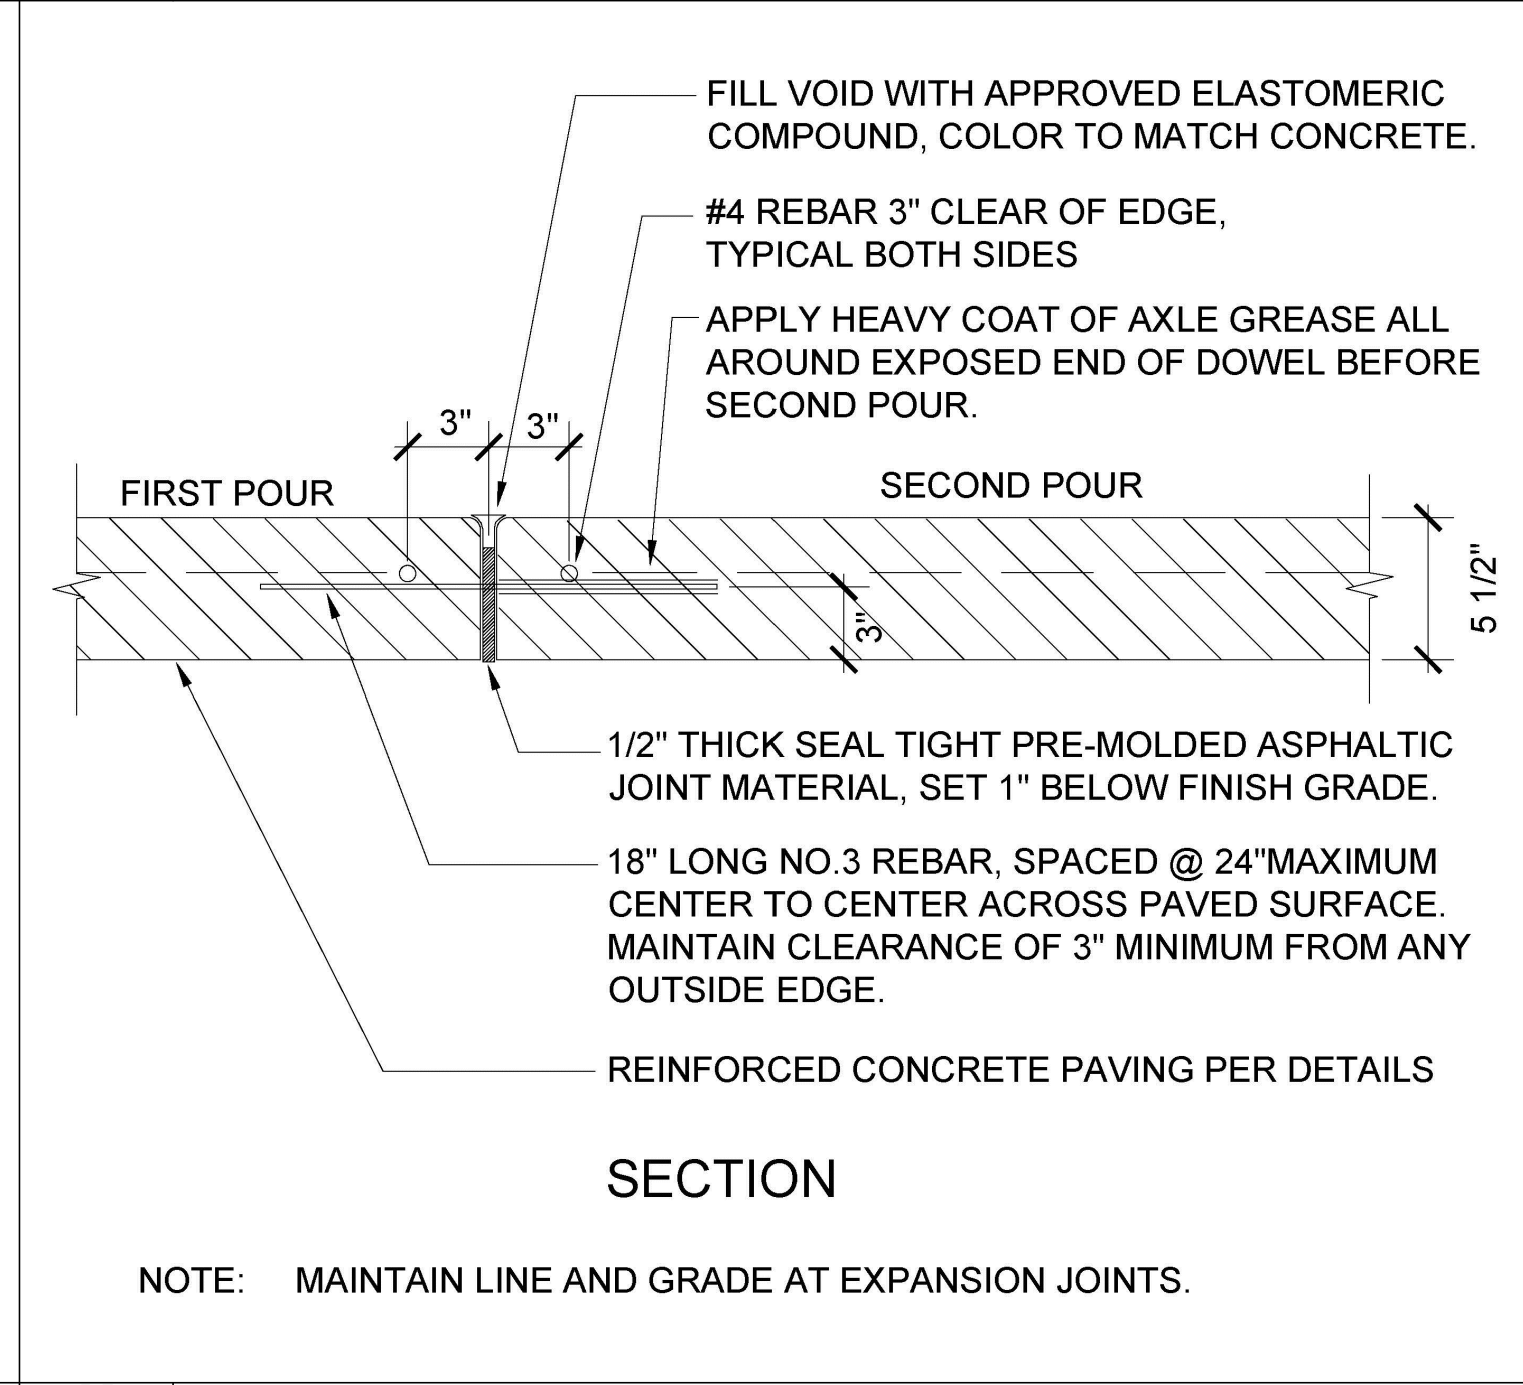 FILL VOID WITH APPROVED ELASTOMERIC
COMPOUND, COLOR TO MATCH CONCRETE.
#4 REBAR 3" CLEAR OF EDGE,
TYPICAL BOTH SIDES
APPLY HEAVY COAT OF AXLE GREASE ALL
AROUND EXPOSED END OF DOWEL BEFORE
SECOND POUR.
3" 3"
FIRST POUR
SECOND POUR
5 1/2"
3"
1/2" THICK SEAL TIGHT PRE-MOLDED ASPHALTIC
JOINT MATERIAL, SET 1" BELOW FINISH GRADE.
18" LONG NO.3 REBAR, SPACED @ 24"MAXIMUM
CENTER TO CENTER ACROSS PAVED SURFACE.
MAINTAIN CLEARANCE OF 3" MINIMUM FROM ANY
OUTSIDE EDGE.
REINFORCED CONCRETE PAVING PER DETAILS
SECTION
NOTE: MAINTAIN LINE AND GRADE AT EXPANSION JOINTS.